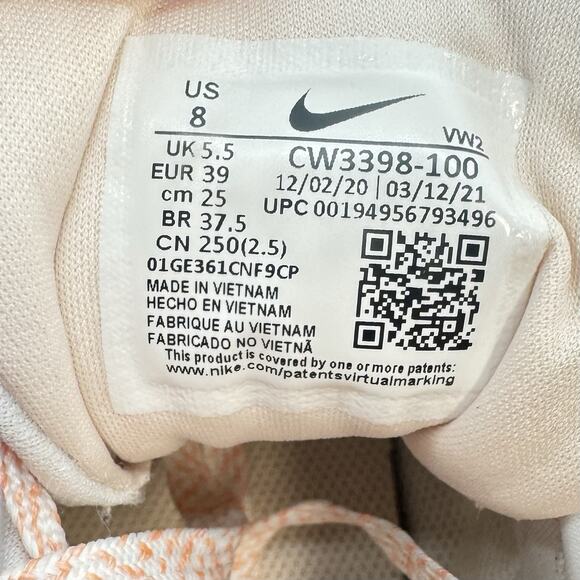 US
8
VW2
UK 5.5
EUR 39
cm 25
BR 37.5
CN 250(2.5)
CW3398-100
12/02/20 | 03/12/21
UPC 00194956793496
01GE361CNF9CP
MADE IN VIETNAM
HECHO EN VIETNAM
FABRIQUE AU VIETNAM
FABRICADO NO VIETNÃ
This product is covered by one or more patents:
www.nike.com/patentsvirtualmarking